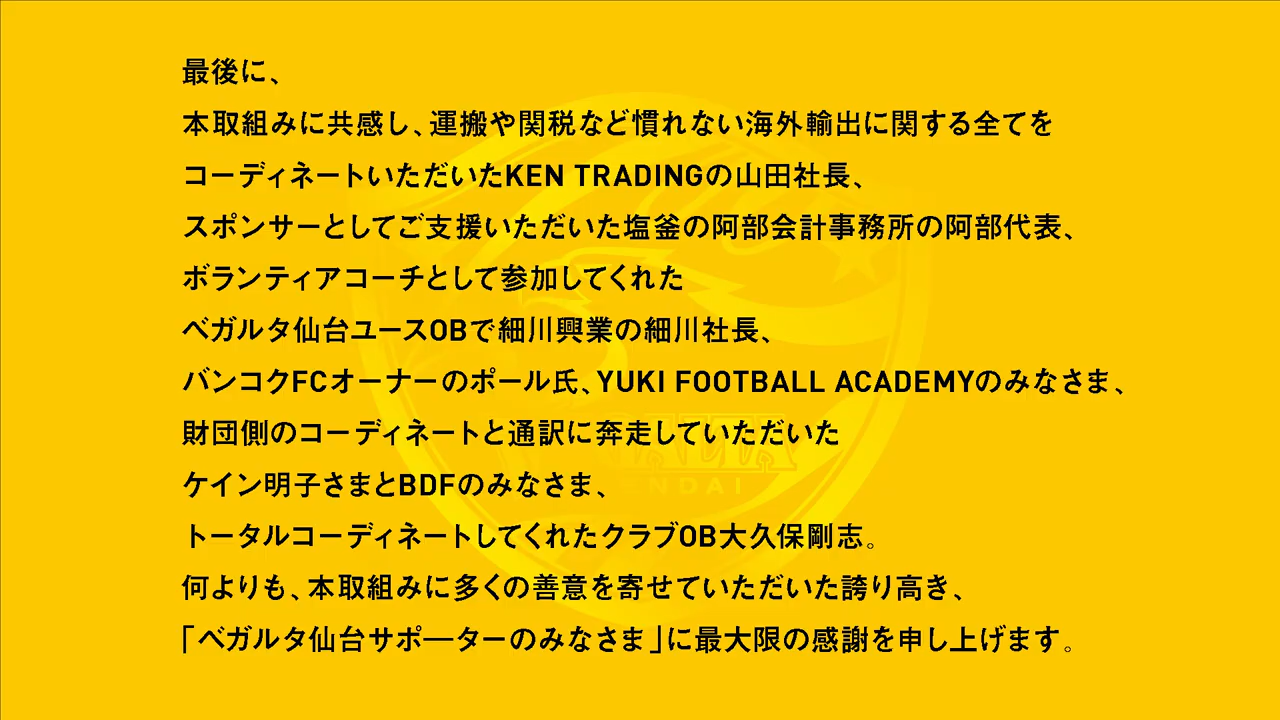 最後に、
本取組みに共感し、運搬や関税など慣れない海外輸出に関する全てを
コーディネートいただいたKEN TRADINGの山田社長、
スポンサーとしてご支援いただいた塩釜の阿部会計事務所の阿部代表、
ボランティアコーチとして参加してくれた
ベガルタ仙台ユースOBで細川興業の細川社長、
バンコクFCオーナーのポール氏、YUKI FOOTBALL ACADEMYのみなさま、
財団側のコーディネートと通訳に奔走していただいた
ケイン明子さまとBDFのみなさま、
トータルコーディネートしてくれたクラブOB大久保剛志。
何よりも、本取組みに多くの善意を寄せていただいた誇り高き、
「ベガルタ仙台サポーターのみなさま」に最大限の感謝を申し上げます。
VEGALTA
SENDAI